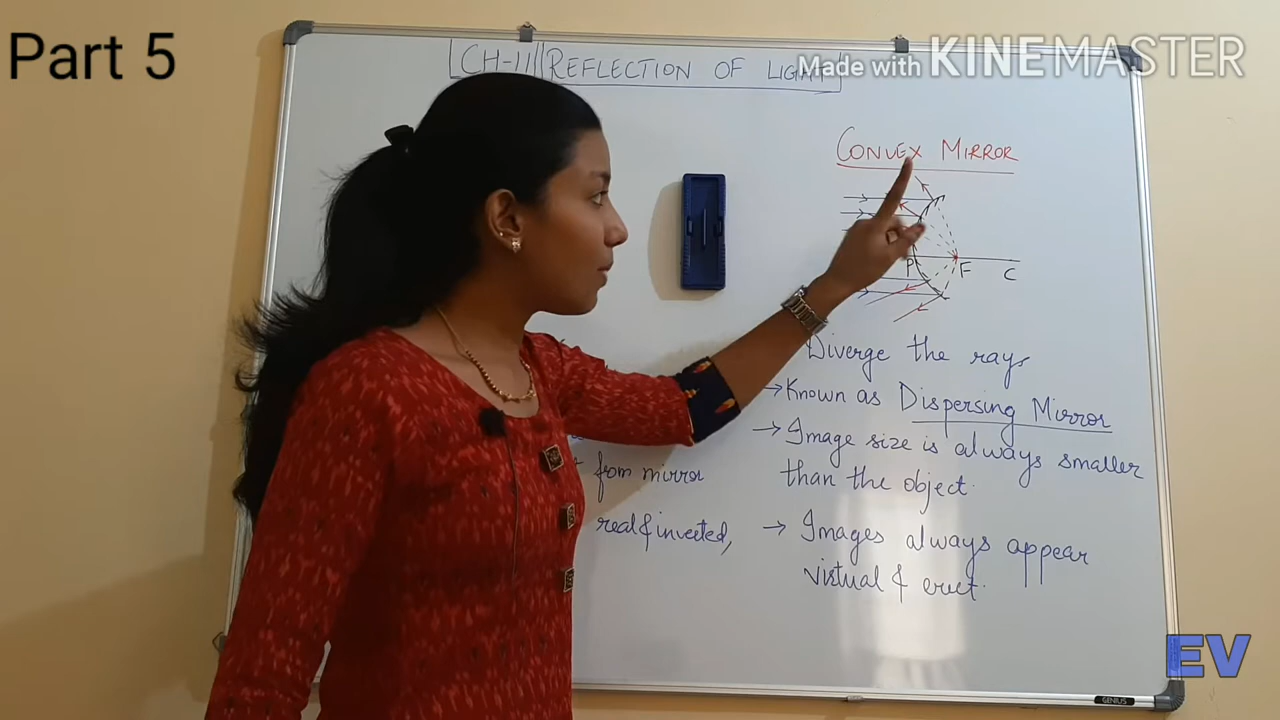 Part 5
Made with KINEMASTER
CH-11 REFLECTION OF LIGHT
CONVEX MIRROR
P F C
Diverge the rays
→ Known as Dispersing Mirror
→ Image size is always smaller
than the object.
from mirror
real & inverted,
→ Images always appear
virtual & erect.
EV
GENIUS